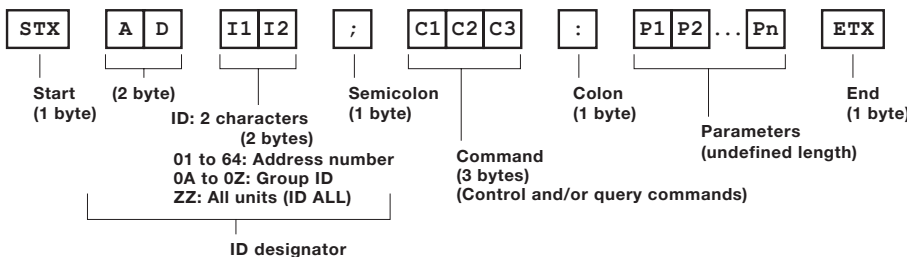 STX A D I1 I2 ; C1 C2 C3 : P1 P2 ... Pn ETX
Start
(1 byte)
(2 byte)
ID: 2 characters
(2 bytes)
01 to 64: Address number
0A to 0Z: Group ID
ZZ: All units (ID ALL)
ID designator
Semicolon
(1 byte)
Command
(3 bytes)
(Control and/or query commands)
Colon
(1 byte)
Parameters
(undefined length)
End
(1 byte)